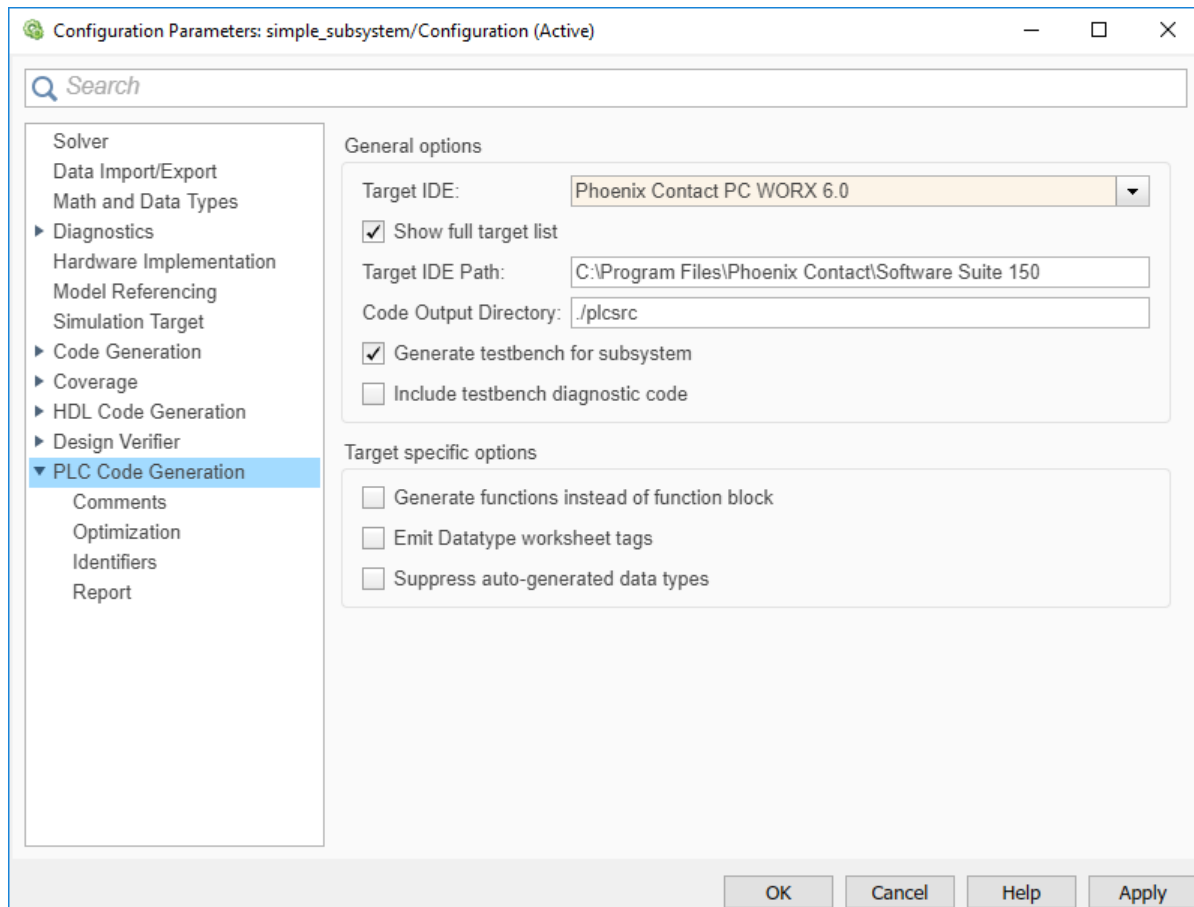 Configuration Parameters: simple_subsystem/Configuration (Active)
Search
Solver
Data Import/Export
Math and Data Types
Diagnostics
Hardware Implementation
Model Referencing
Simulation Target
Code Generation
Coverage
HDL Code Generation
Design Verifier
PLC Code Generation
Comments
Optimization
Identifiers
Report
General options
Target IDE: Phoenix Contact PC WORX 6.0
Show full target list
Target IDE Path: C:\Program Files\Phoenix Contact\Software Suite 150
Code Output Directory: ./plcsrc
Generate testbench for subsystem
Include testbench diagnostic code
Target specific options
Generate functions instead of function block
Emit Datatype worksheet tags
Suppress auto-generated data types
OK Cancel Help Apply